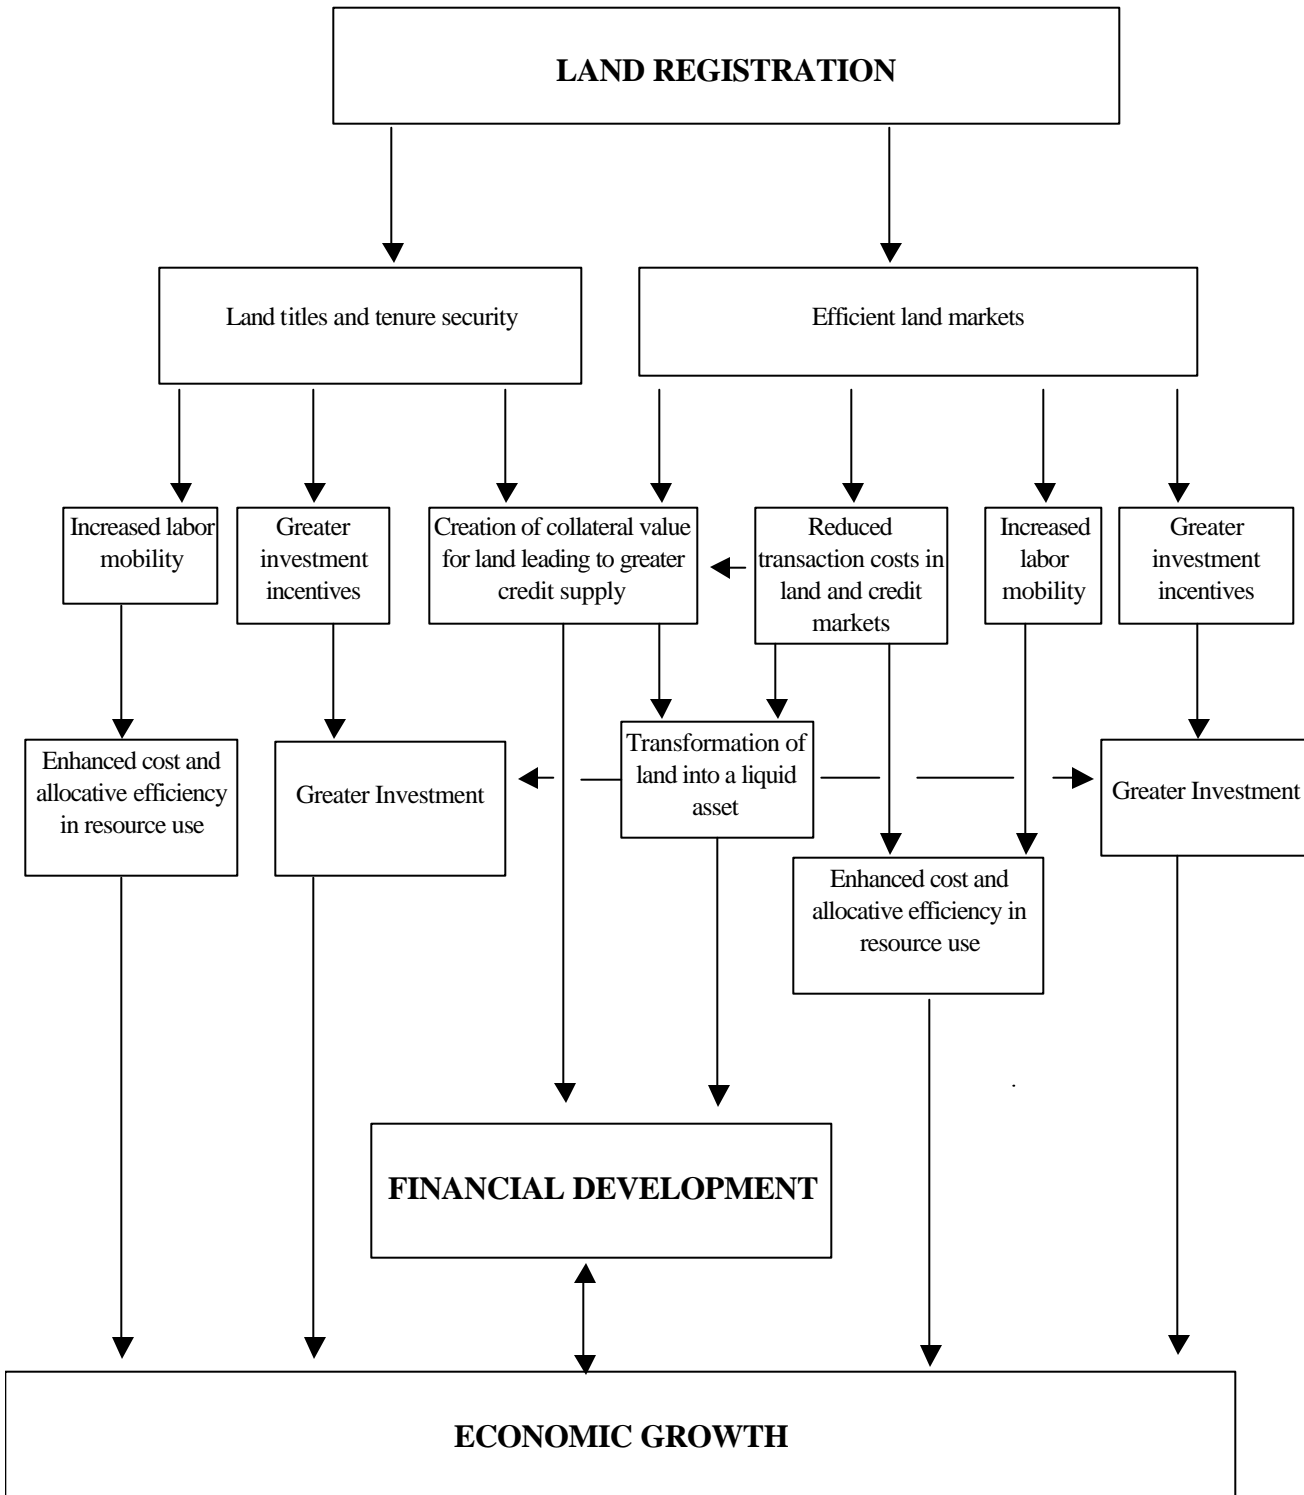 LAND REGISTRATION
Land titles and tenure security
Efficient land markets
Increased labor
mobility
Greater
investment
incentives
Creation of collateral value
for land leading to greater
credit supply
Reduced
transaction costs in
land and credit
markets
Increased
labor
mobility
Greater
investment
incentives
Enhanced cost and
allocative efficiency
in resource use
Greater Investment
Transformation of
land into a liquid
asset
Greater Investment
Enhanced cost and
allocative efficiency in
resource use
FINANCIAL DEVELOPMENT
ECONOMIC GROWTH